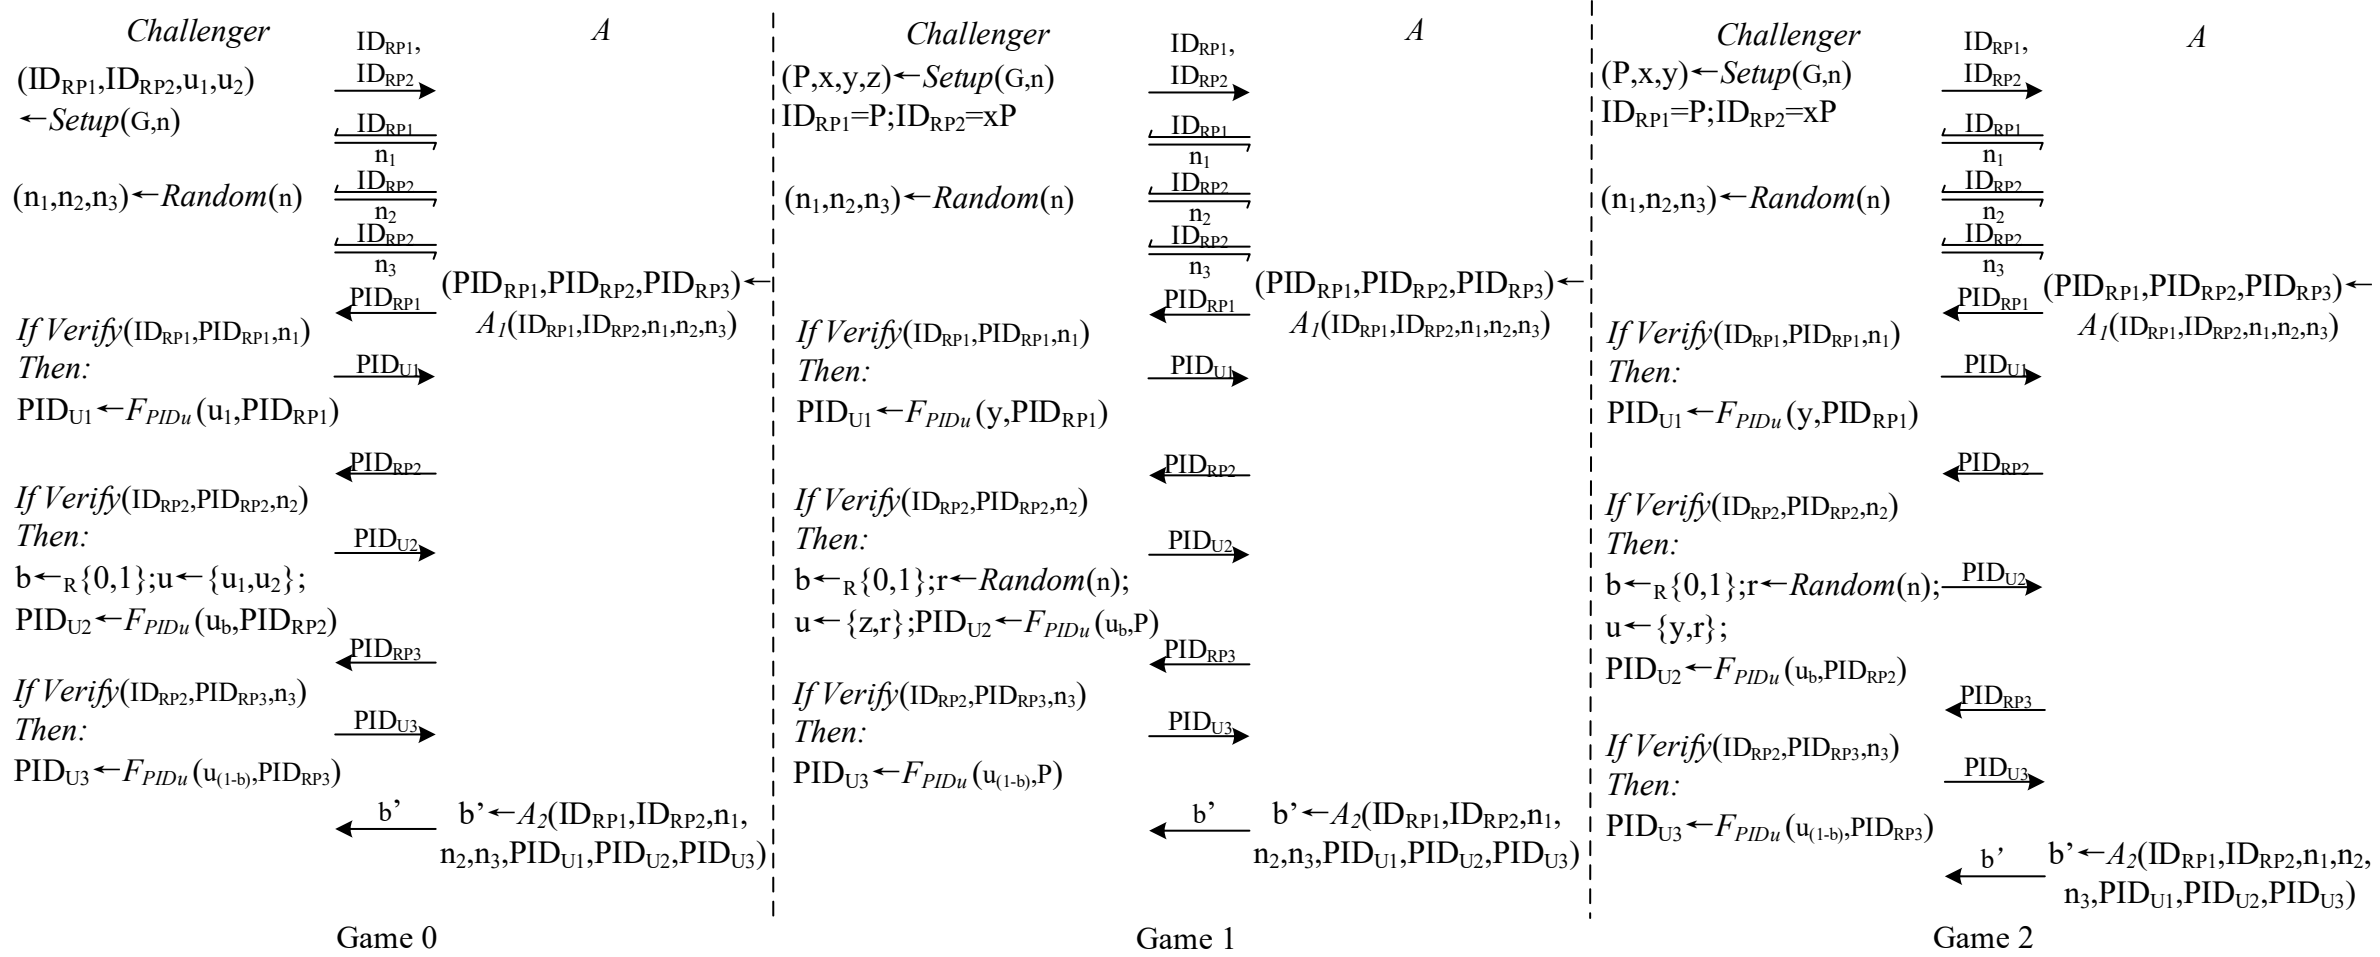 Challenger
A
ID_RP1,
ID_RP2
(ID_RP1,ID_RP2,u_1,u_2)
←Setup(G,n)
ID_RP1
n_1
ID_RP2
(n_1,n_2,n_3)←Random(n)
n_2
ID_RP2
n_3
(PID_RP1,PID_RP2,PID_RP3)←
A_1(ID_RP1,ID_RP2,n_1,n_2,n_3)
PID_RP1
If Verify(ID_RP1,PID_RP1,n_1)
Then:
PID_U1
PID_U1←F_PIDu(u_1,PID_RP1)
PID_RP2
If Verify(ID_RP2,PID_RP2,n_2)
Then:
PID_U2
b←_R{0,1};u←{u_1,u_2};
PID_U2←F_PIDu(u_b,PID_RP2)
PID_RP3
If Verify(ID_RP2,PID_RP3,n_3)
Then:
PID_U3
PID_U3←F_PIDu(u_(1-b),PID_RP3)
b’
b’←A_2(ID_RP1,ID_RP2,n_1,
n_2,n_3,PID_U1,PID_U2,PID_U3)
Game 0
Challenger
A
ID_RP1,
ID_RP2
(P,x,y,z)←Setup(G,n)
ID_RP1=P;ID_RP2=xP
ID_RP1
n_1
ID_RP2
(n_1,n_2,n_3)←Random(n)
n_2
ID_RP2
n_3
(PID_RP1,PID_RP2,PID_RP3)←
A_1(ID_RP1,ID_RP2,n_1,n_2,n_3)
PID_RP1
If Verify(ID_RP1,PID_RP1,n_1)
Then:
PID_U1
PID_U1←F_PIDu(y,PID_RP1)
PID_RP2
If Verify(ID_RP2,PID_RP2,n_2)
Then:
PID_U2
b←_R{0,1};r←Random(n);
u←{z,r};PID_U2←F_PIDu(u_b,P)
PID_RP3
If Verify(ID_RP2,PID_RP3,n_3)
Then:
PID_U3
PID_U3←F_PIDu(u_(1-b),P)
b’
b’←A_2(ID_RP1,ID_RP2,n_1,
n_2,n_3,PID_U1,PID_U2,PID_U3)
Game 1
Challenger
A
ID_RP1,
ID_RP2
(P,x,y)←Setup(G,n)
ID_RP1=P;ID_RP2=xP
ID_RP1
n_1
ID_RP2
(n_1,n_2,n_3)←Random(n)
n_2
ID_RP2
n_3
(PID_RP1,PID_RP2,PID_RP3)←
A_1(ID_RP1,ID_RP2,n_1,n_2,n_3)
PID_RP1
If Verify(ID_RP1,PID_RP1,n_1)
Then:
PID_U1
PID_U1←F_PIDu(y,PID_RP1)
PID_RP2
If Verify(ID_RP2,PID_RP2,n_2)
Then:
b←_R{0,1};r←Random(n);
PID_U2
u←{y,r};
PID_U2←F_PIDu(u_b,PID_RP2)
PID_RP3
If Verify(ID_RP2,PID_RP3,n_3)
Then:
PID_U3
PID_U3←F_PIDu(u_(1-b),PID_RP3)
b’
b’←A_2(ID_RP1,ID_RP2,n_1,n_2,
n_3,PID_U1,PID_U2,PID_U3)
Game 2